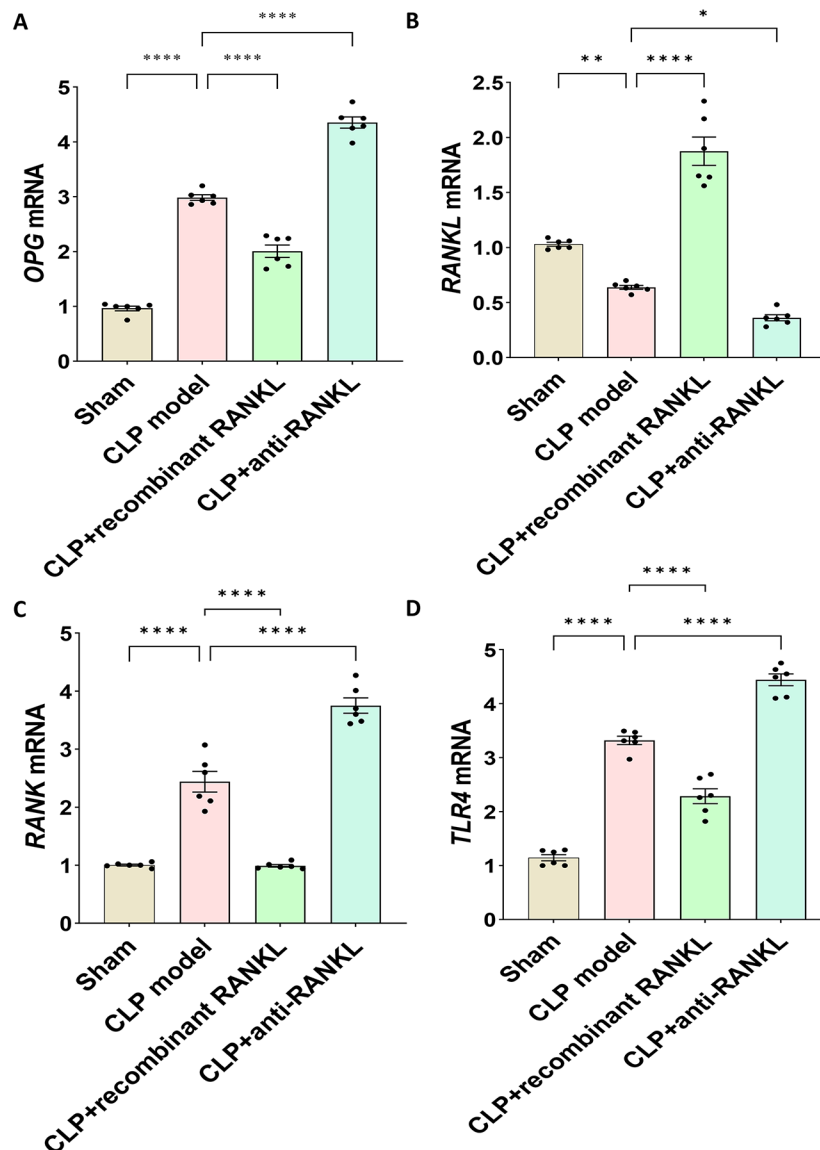 A
****
**** ****
OPG mRNA
5
4
3
2
1
0
Sham
CLP model
CLP+recombinant RANKL
CLP+anti-RANKL
B
*
** ****
RANKL mRNA
2.5
2.0
1.5
1.0
0.5
0.0
Sham
CLP model
CLP+recombinant RANKL
CLP+anti-RANKL
C
****
**** ****
RANK mRNA
5
4
3
2
1
0
Sham
CLP model
CLP+recombinant RANKL
CLP+anti-RANKL
D
****
**** ****
TLR4 mRNA
5
4
3
2
1
0
Sham
CLP model
CLP+recombinant RANKL
CLP+anti-RANKL